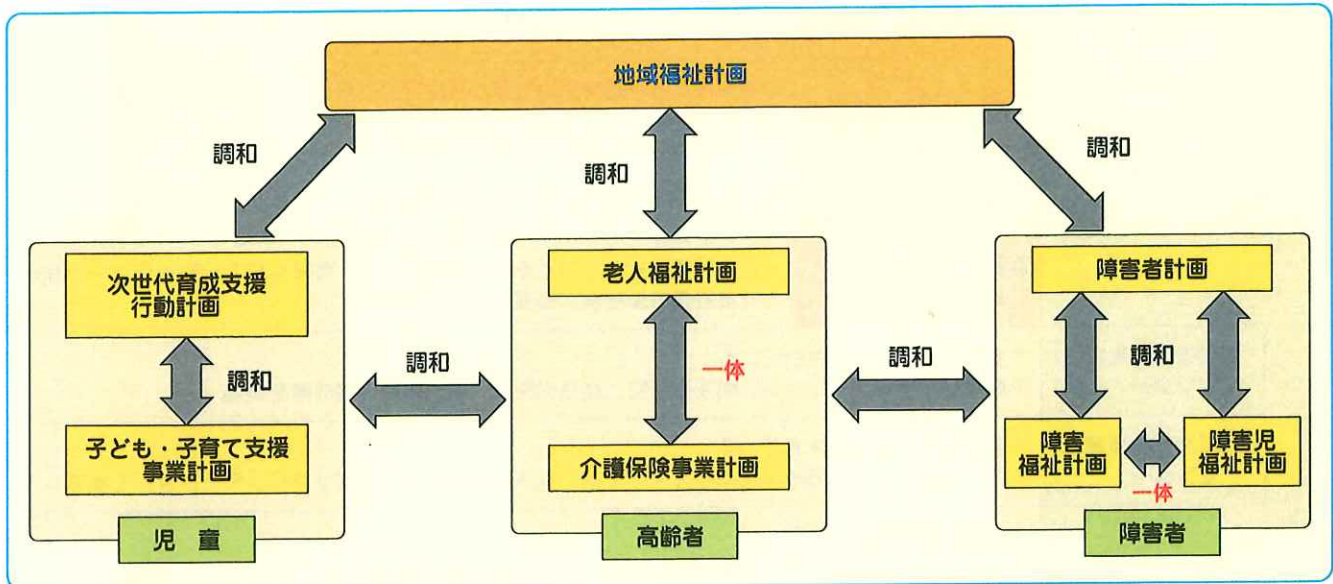 地域福祉計画
調和
調和
調和
次世代育成支援
行動計画
調和
子ども・子育て支援
事業計画
児 童
調和
老人福祉計画
一体
介護保険事業計画
高齢者
調和
障害者計画
調和
障害
福祉計画
一体
障害児
福祉計画
障害者